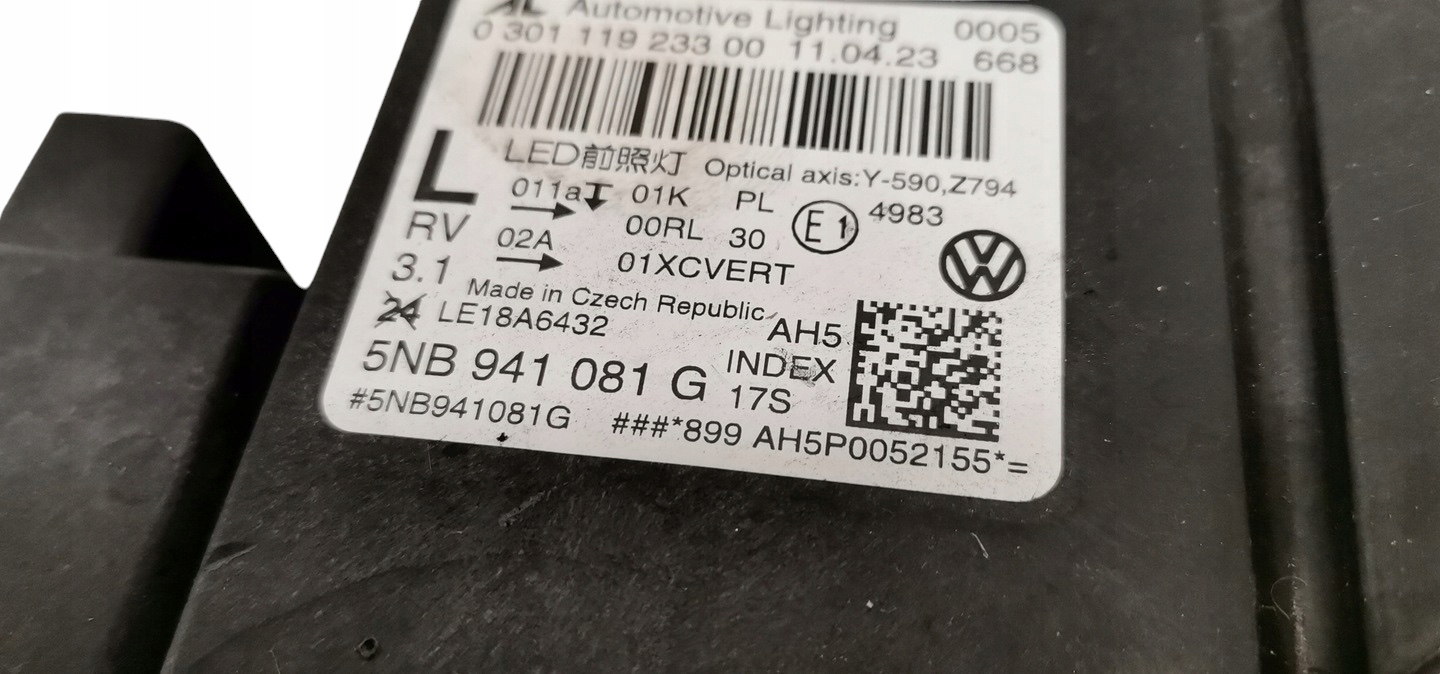 AL Automotive Lighting 0005
0 301 119 233 00 11.04.23 668
L LED前照灯 Optical axis:Y-590,Z794
011a 01K PL E1 4983
RV 02A 00RL 30
3.1 01XCVERT
Made in Czech Republic
24 LE18A6432 AH5
5NB 941 081 G INDEX
17S
#5NB941081G ###*899 AH5P0052155*=